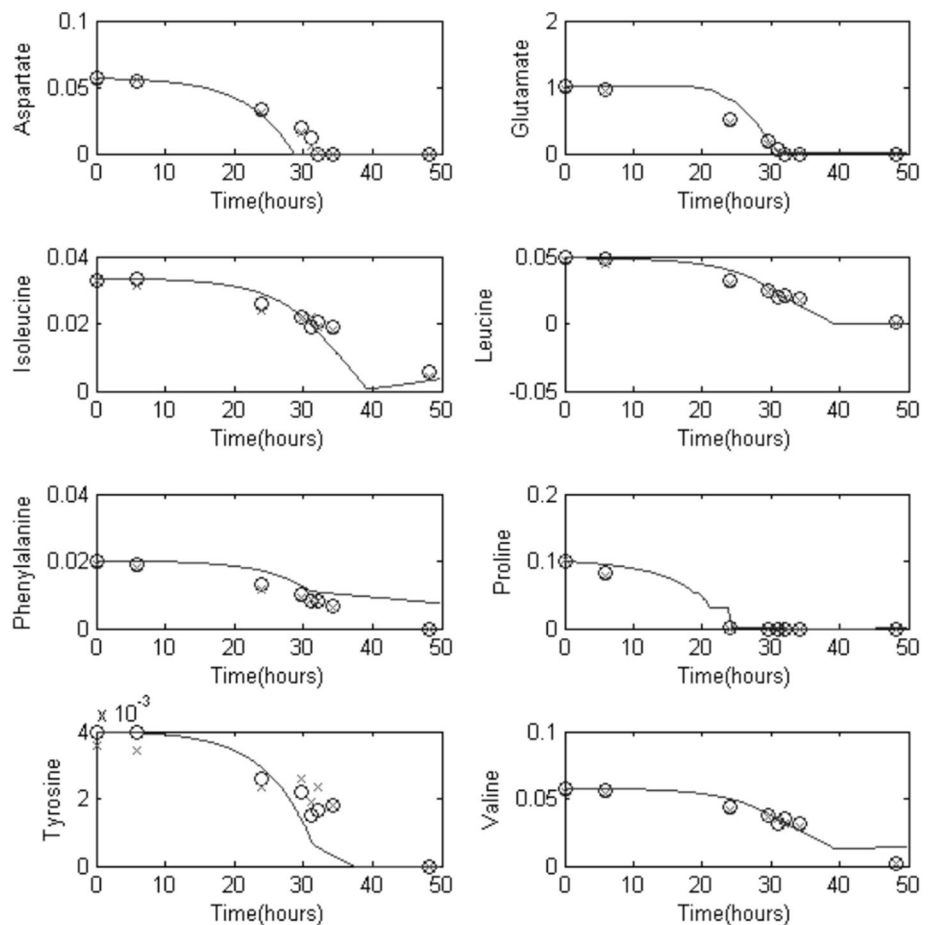 Aspartate
0.1
0.05
0
0 10 20 30 40 50
Time(hours)
Glutamate
2
1
0
0 10 20 30 40 50
Time(hours)
Isoleucine
0.04
0.02
0
0 10 20 30 40 50
Time(hours)
Leucine
0.05
0
-0.05
0 10 20 30 40 50
Time(hours)
Phenylalanine
0.04
0.02
0
0 10 20 30 40 50
Time(hours)
Proline
0.2
0.1
0
0 10 20 30 40 50
Time(hours)
Tyrosine
x 10-3
4
2
0
0 10 20 30 40 50
Time(hours)
Valine
0.1
0.05
0
0 10 20 30 40 50
Time(hours)